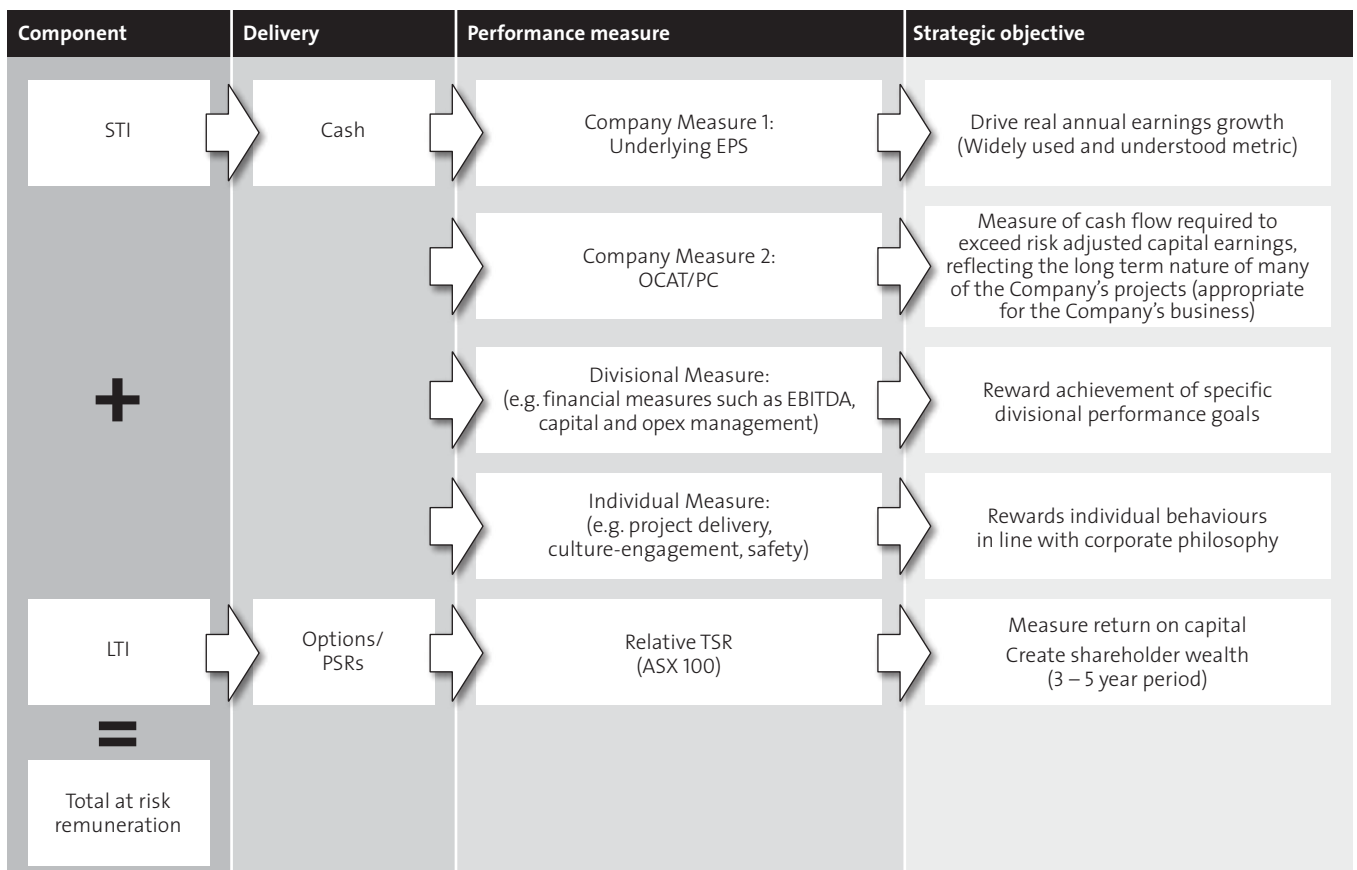 Component
Delivery
Performance measure
Strategic objective
STI
Cash
Company Measure 1:
Underlying EPS
Drive real annual earnings growth
(Widely used and understood metric)
Company Measure 2:
OCAT/PC
Measure of cash flow required to
exceed risk adjusted capital earnings,
reflecting the long term nature of many
of the Company’s projects (appropriate
for the Company’s business)
+
Divisional Measure:
(e.g. financial measures such as EBITDA,
capital and opex management)
Reward achievement of specific
divisional performance goals
Individual Measure:
(e.g. project delivery,
culture-engagement, safety)
Rewards individual behaviours
in line with corporate philosophy
LTI
Options/
PSRs
Relative TSR
(ASX 100)
Measure return on capital
Create shareholder wealth
(3 – 5 year period)
=
Total at risk
remuneration